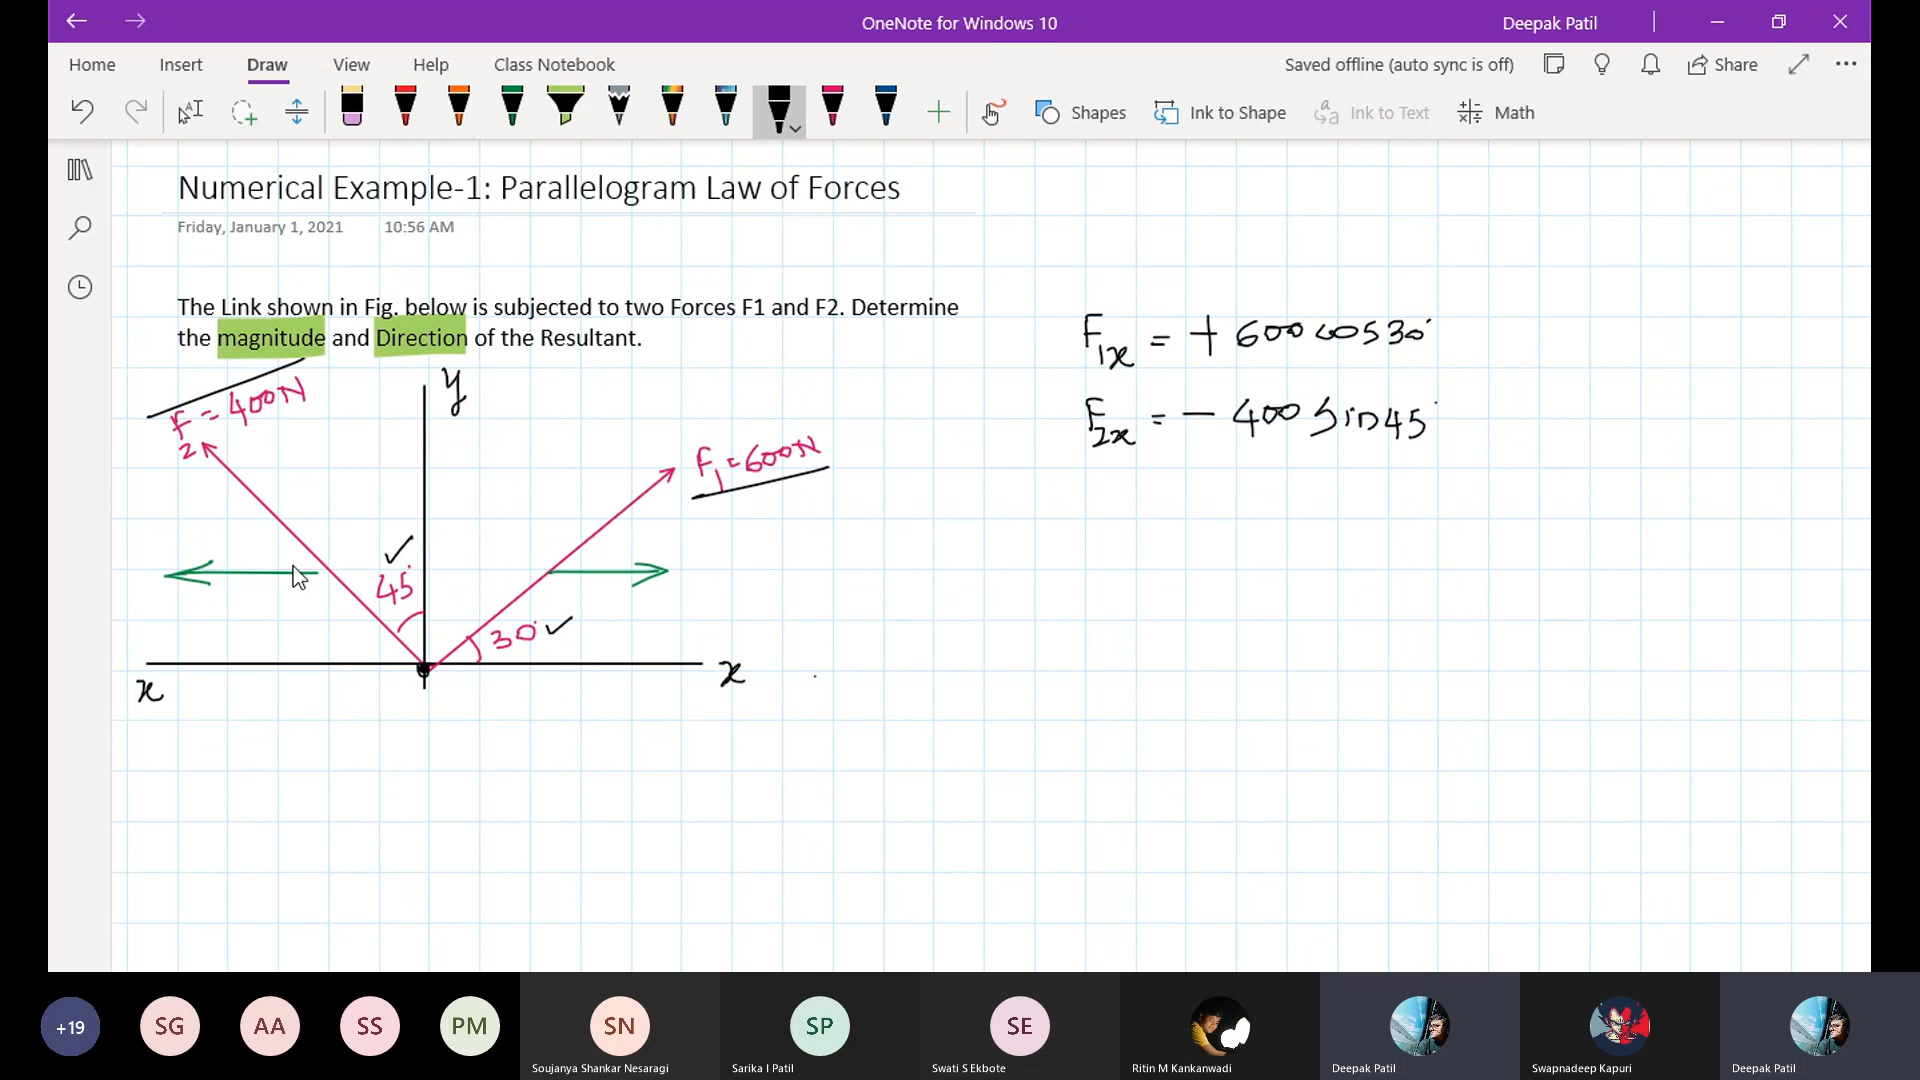 OneNote for Windows 10
Deepak Patil
Home Insert Draw View Help Class Notebook
Saved offline (auto sync is off)
Share
Shapes
Ink to Shape
Ink to Text
Math
Numerical Example-1: Parallelogram Law of Forces
Friday, January 1, 2021 10:56 AM
The Link shown in Fig. below is subjected to two Forces F1 and F2. Determine
the magnitude and Direction of the Resultant.
F₂ = 400N
y
F₁ = 600N
45°
30°
x
x
F₁ₓ = + 600 cos 30°
F₂ₓ = - 400 Sin 45°
+19
SG
AA
SS
PM
SN
SP
SE
Soujanya Shankar Nesaragi
Sarika I Patil
Swati S Ekbote
Ritin M Kankanwadi
Deepak Patil
Swapnadeep Kapuri
Deepak Patil